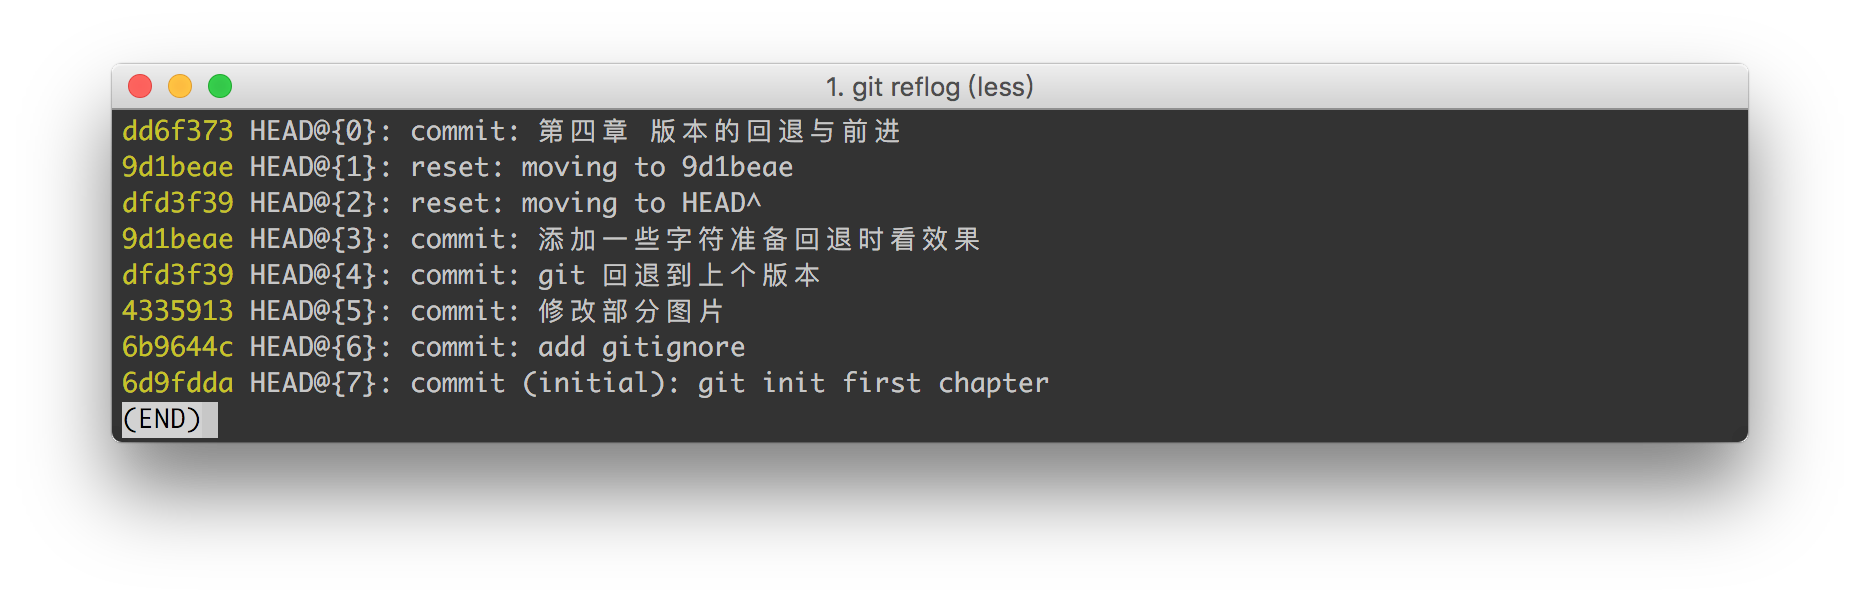 1. git reflog (less)
dd6f373 HEAD@{0}: commit: 第四章 版本的回退与前进
9d1beae HEAD@{1}: reset: moving to 9d1beae
dfd3f39 HEAD@{2}: reset: moving to HEAD^
9d1beae HEAD@{3}: commit: 添加一些字符准备回退时看效果
dfd3f39 HEAD@{4}: commit: git 回退到上个版本
4335913 HEAD@{5}: commit: 修改部分图片
6b9644c HEAD@{6}: commit: add gitignore
6d9fdda HEAD@{7}: commit (initial): git init first chapter
(END)